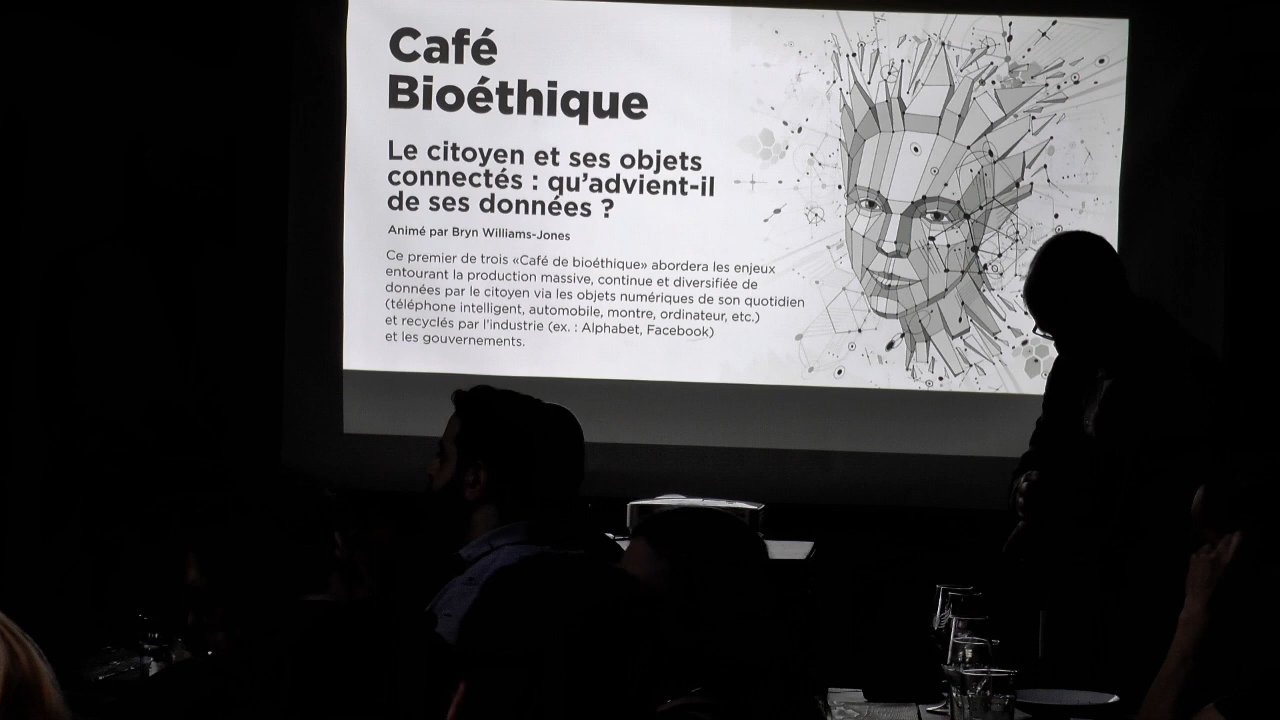 Café
Bioéthique
Le citoyen et ses objets
connectés : qu’advient-il
de ses données ?
Animé par Bryn Williams-Jones
Ce premier de trois «Café de bioéthique» abordera les enjeux
entourant la production massive, continue et diversifiée de
données par le citoyen via les objets numériques de son quotidien
(téléphone intelligent, automobile, montre, ordinateur, etc.)
et recyclés par l’industrie (ex. : Alphabet, Facebook)
et les gouvernements.